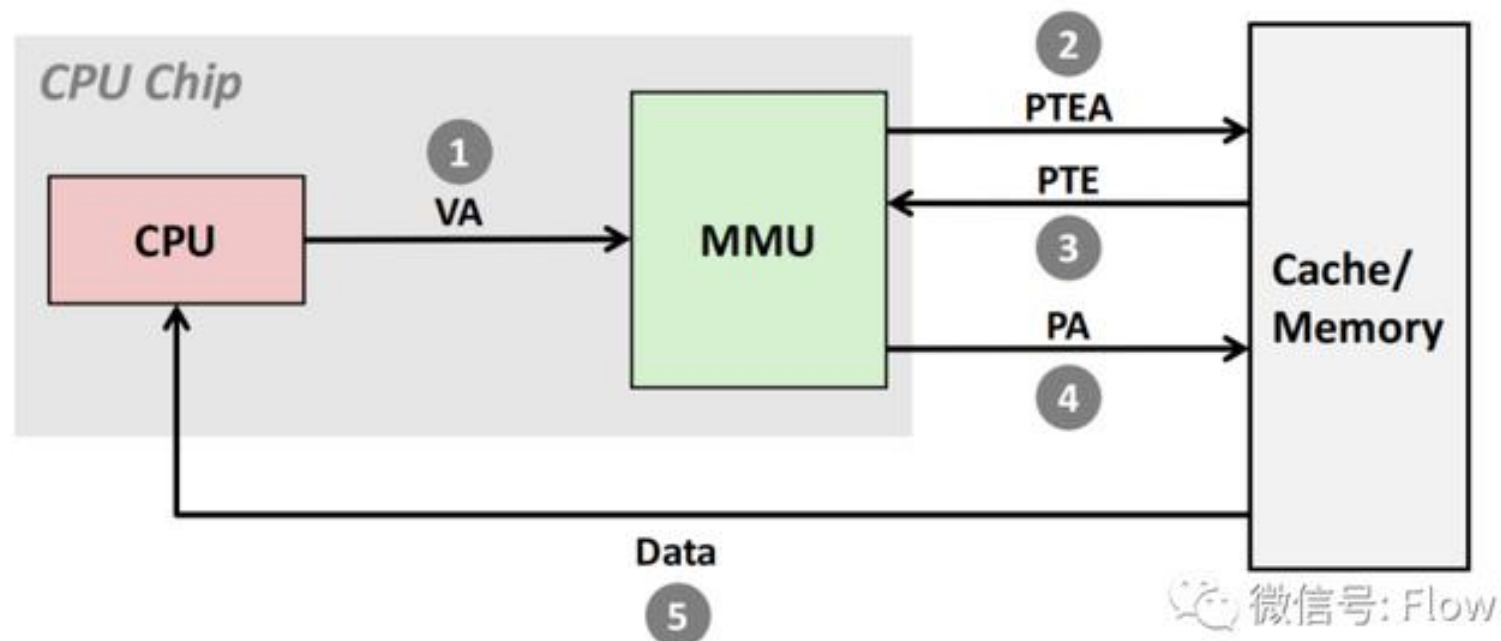 CPU Chip
2
PTEA
1
VA
PTE
CPU
MMU
3
Cache/
Memory
PA
4
Data
5
微信号: Flow